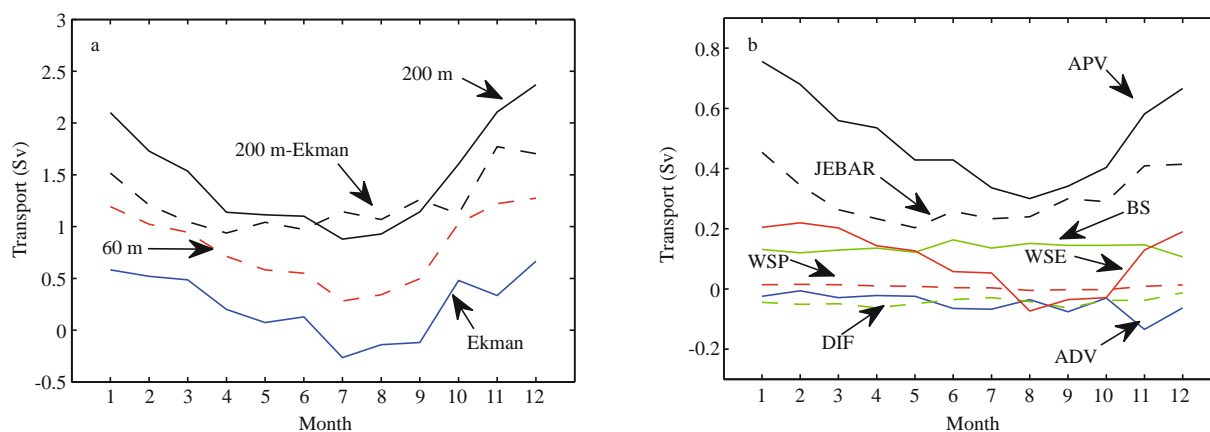 a
3
2.5
2
1.5
1
0.5
0
-0.5
Transport (Sv)
200 m
200 m-Ekman
60 m
Ekman
1 2 3 4 5 6 7 8 9 10 11 12
Month
b
0.8
0.6
0.4
0.2
0
-0.2
Transport (Sv)
APV
JEBAR
BS
WSP
WSE
DIF
ADV
1 2 3 4 5 6 7 8 9 10 11 12
Month